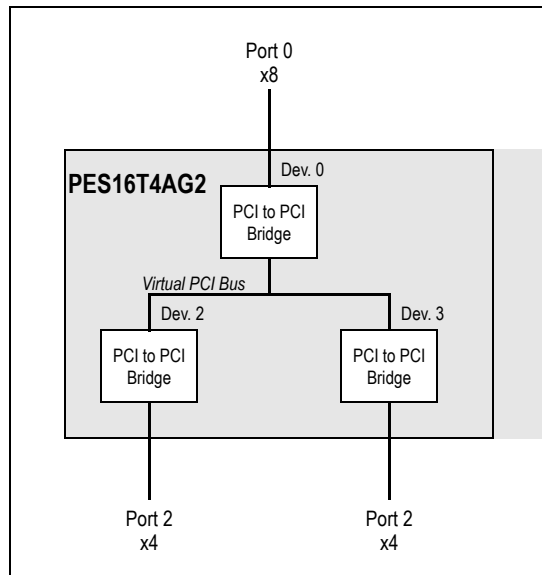 Port 0
x8
PES16T4AG2
Dev. 0
PCI to PCI
Bridge
Virtual PCI Bus
Dev. 2
Dev. 3
PCI to PCI
Bridge
PCI to PCI
Bridge
Port 2
x4
Port 2
x4